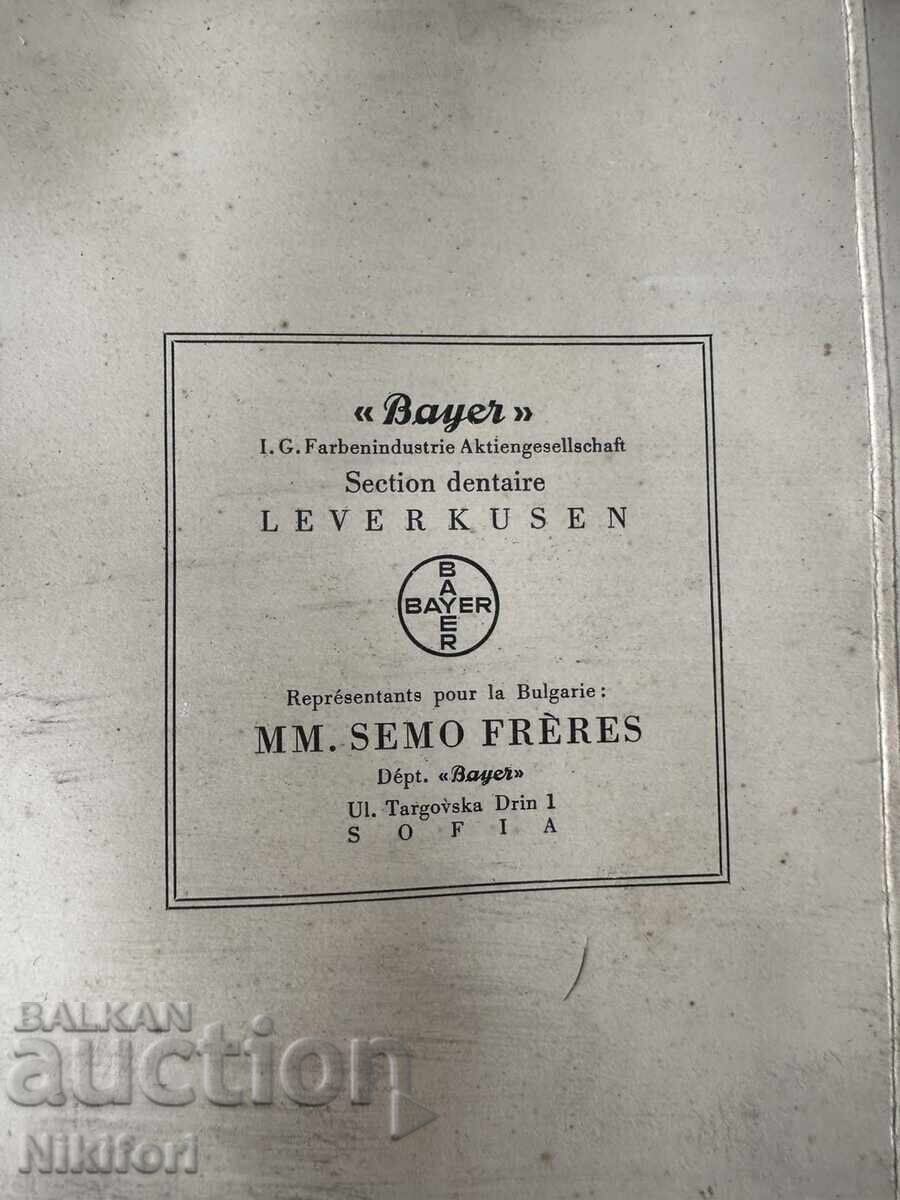 « Bayer »
I. G. Farbenindustrie Aktiengesellschaft
Section dentaire
LEVERKUSEN
BAYER
BAYER
Représentants pour la Bulgarie:
MM. SEMO FRÈRES
Dépt. «Bayer»
Ul. Targovska Drin 1
SOFIA
BALKAN
auction
Nikifori